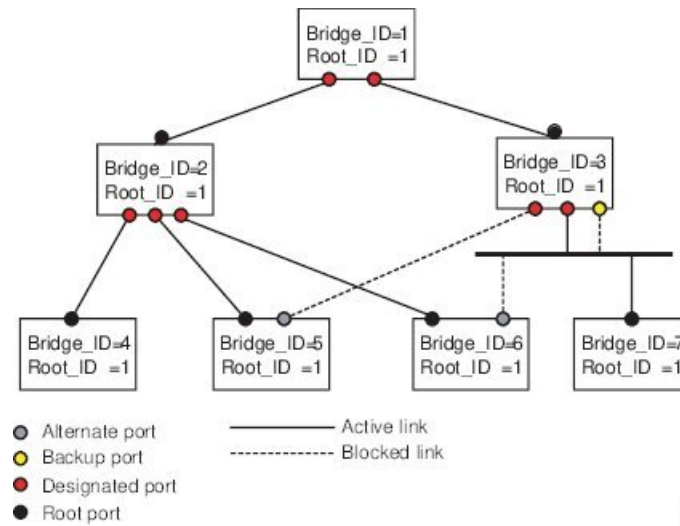 Bridge_ID=1
Root_ID =1
Bridge_ID=2
Root_ID =1
Bridge_ID=3
Root_ID =1
Bridge_ID=4
Root_ID =1
Bridge_ID=5
Root_ID =1
Bridge_ID=6
Root_ID =1
Bridge_ID=7
Root_ID =1
Alternate port
Backup port
Designated port
Root port
Active link
Blocked link